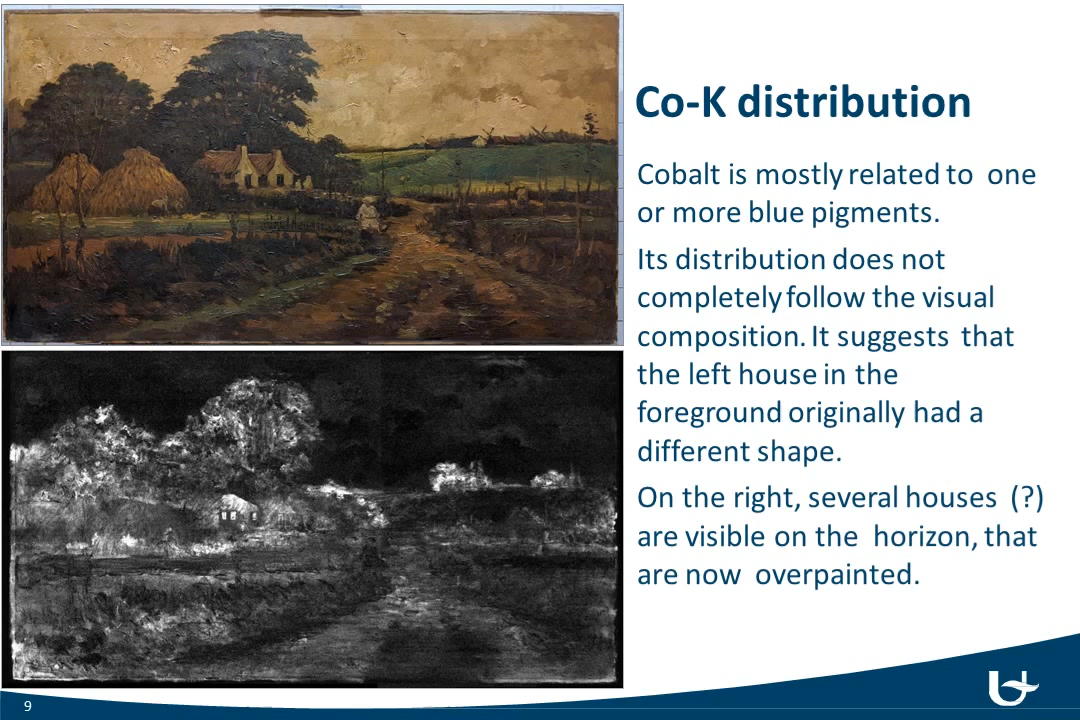 Co-K distribution
Cobalt is mostly related to one
or more blue pigments.
Its distribution does not
completely follow the visual
composition. It suggests that
the left house in the
foreground originally had a
different shape.
On the right, several houses (?)
are visible on the horizon, that
are now overpainted.
9